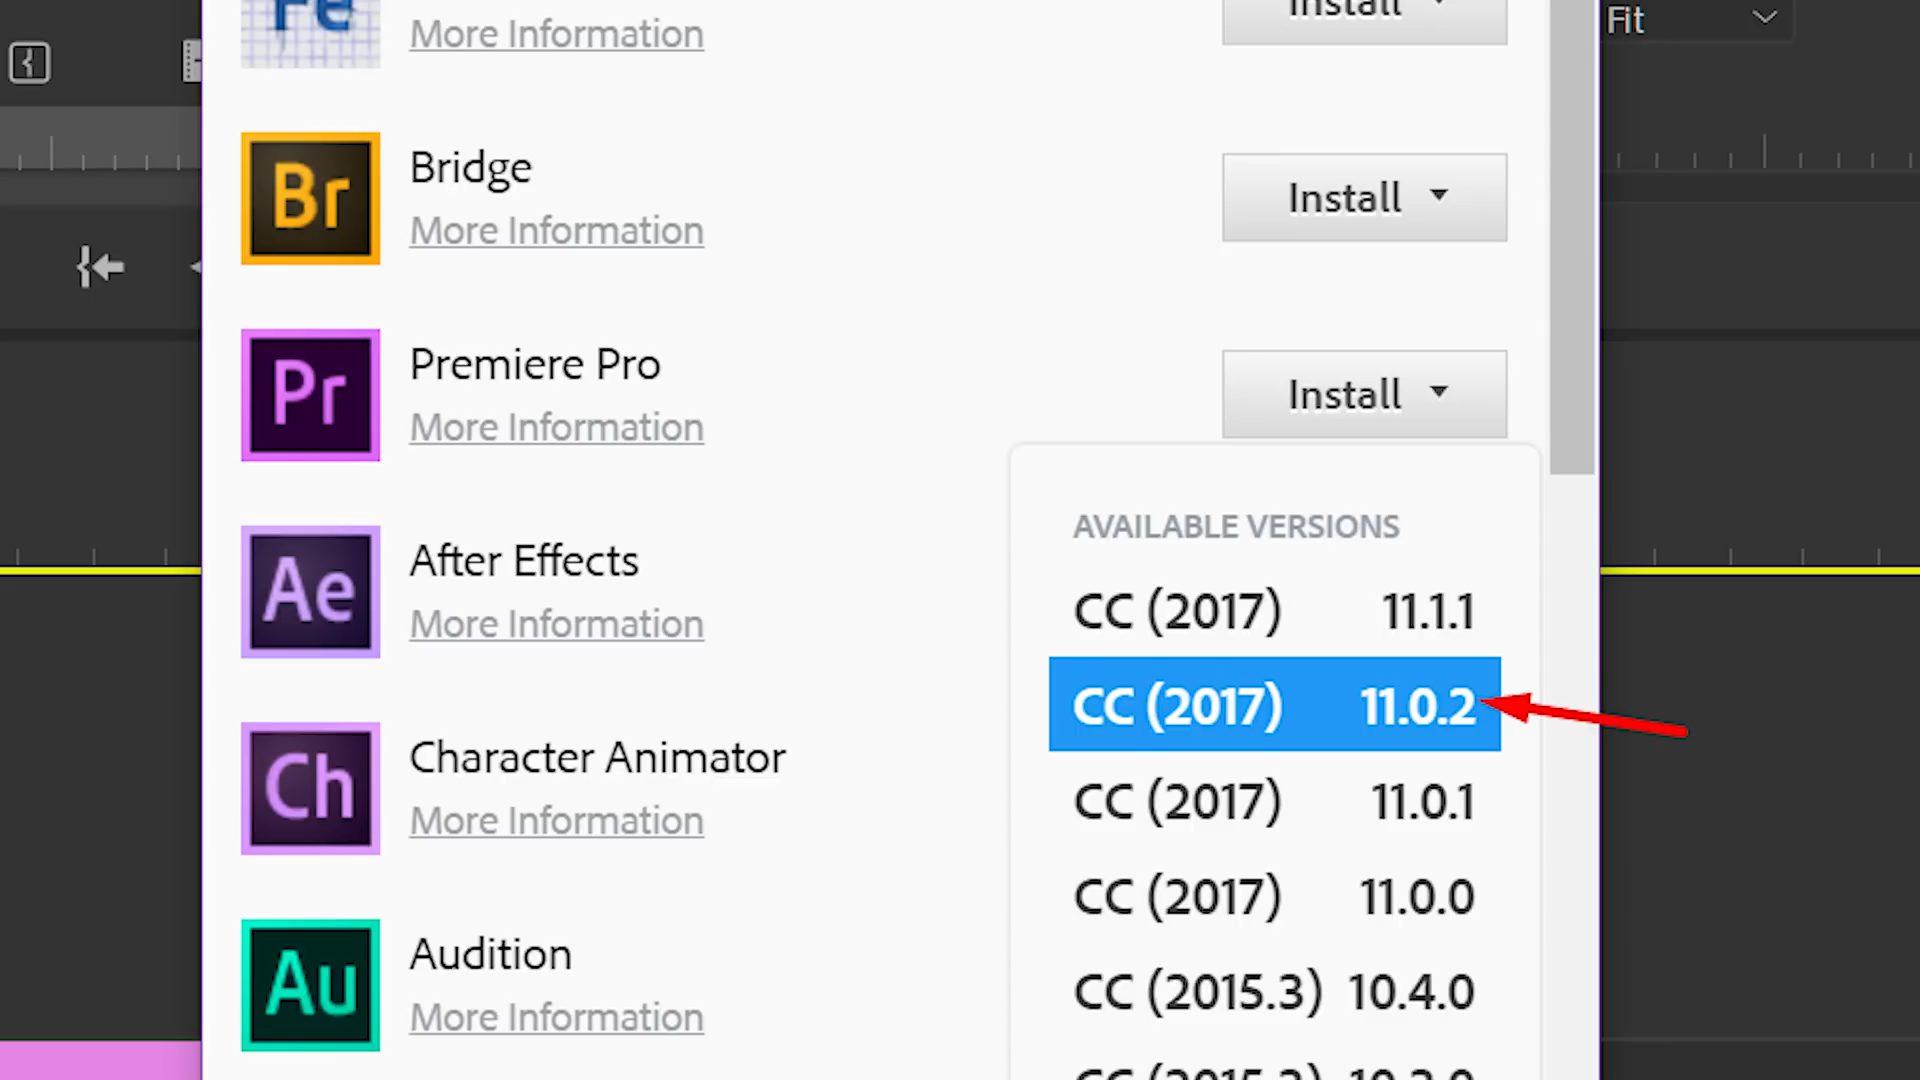 Fe
More Information
Install
Fit
Br
Bridge
More Information
Install
Pr
Premiere Pro
More Information
Install
AVAILABLE VERSIONS
CC (2017) 11.1.1
CC (2017) 11.0.2
CC (2017) 11.0.1
CC (2017) 11.0.0
CC (2015.3) 10.4.0
Ae
After Effects
More Information
Ch
Character Animator
More Information
Au
Audition
More Information